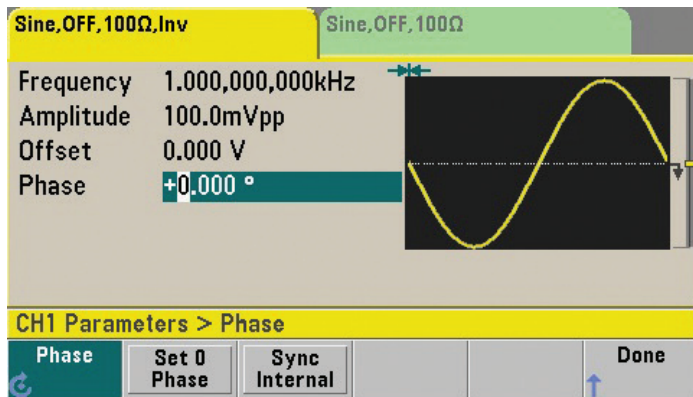 Sine,OFF,100Ω,Inv
Sine,OFF,100Ω
Frequency 1.000,000,000kHz
Amplitude 100.0mVpp
Offset 0.000 V
Phase +0.000 °
CH1 Parameters > Phase
Phase
Set 0 Phase
Sync Internal
Done